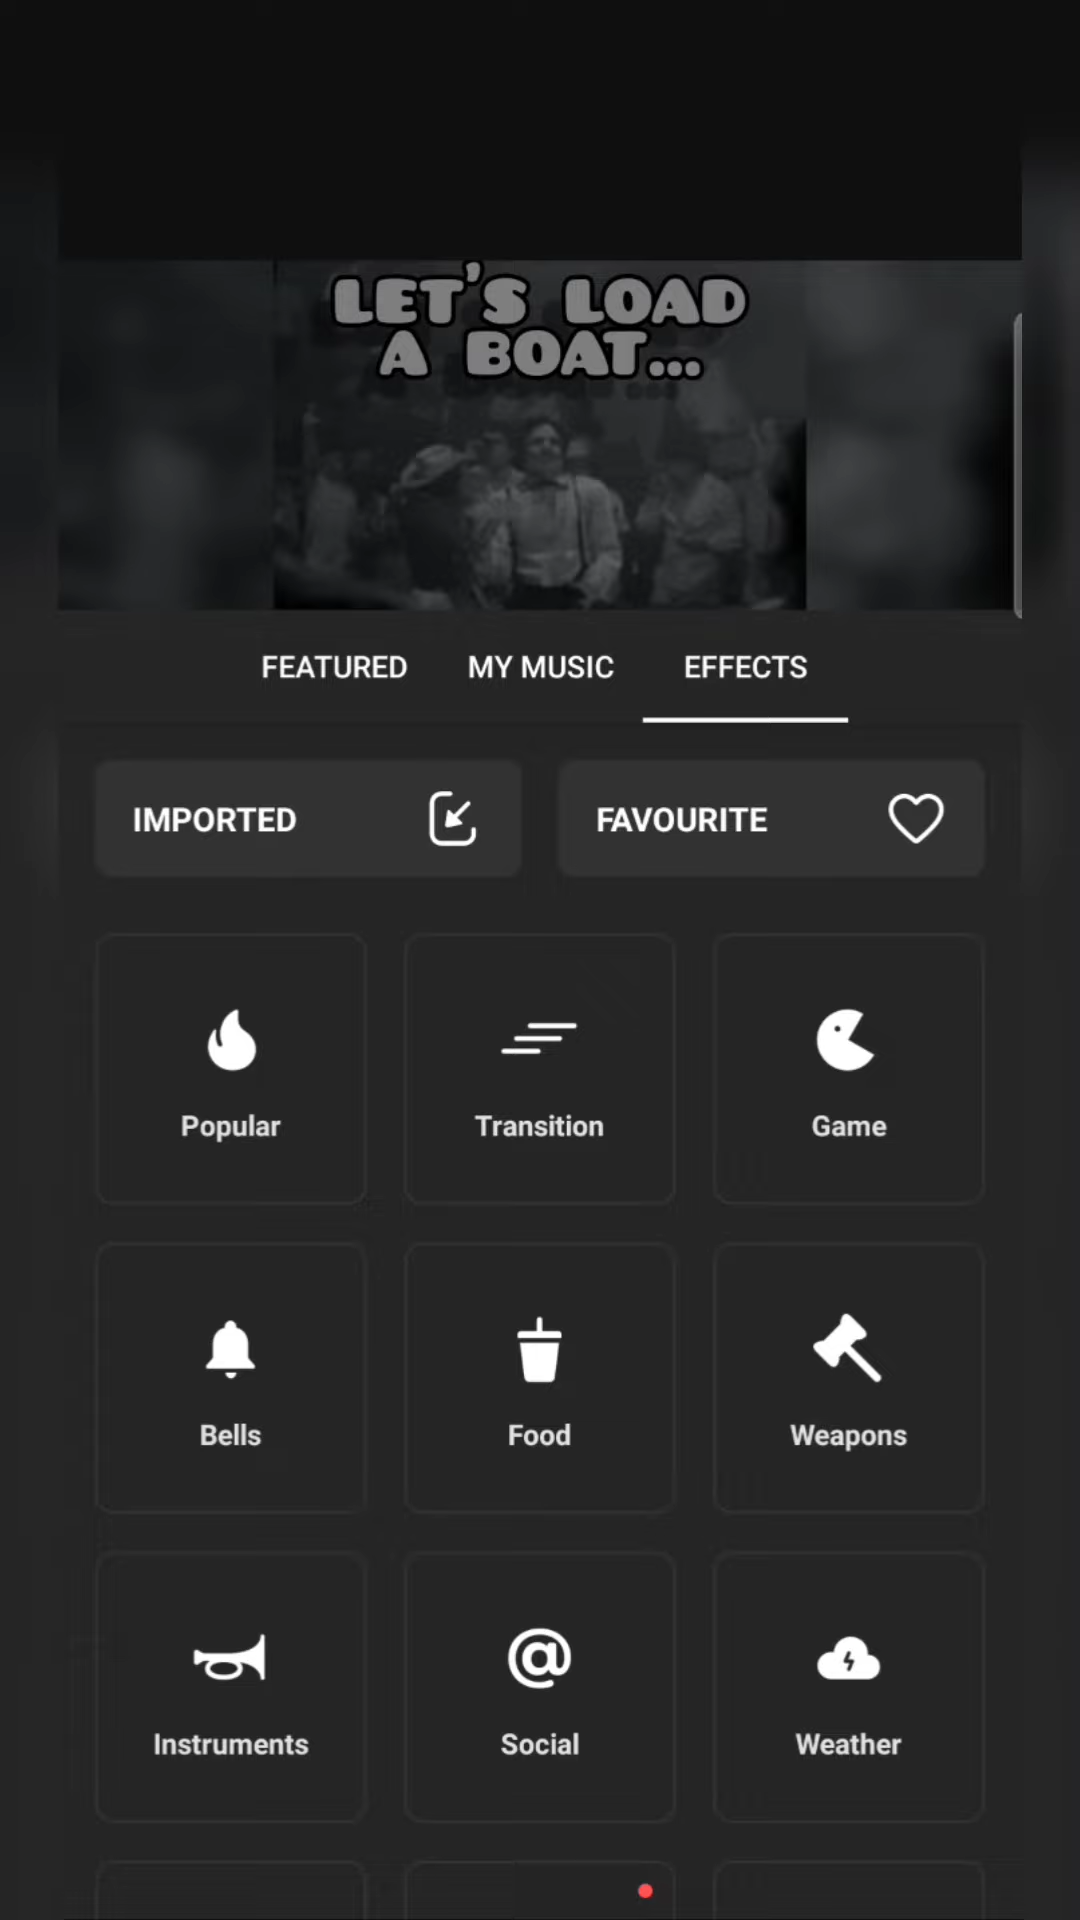 LET'S LOAD
A BOAT...
FEATURED MY MUSIC EFFECTS
IMPORTED FAVOURITE
Popular Transition Game
Bells Food Weapons
Instruments Social Weather